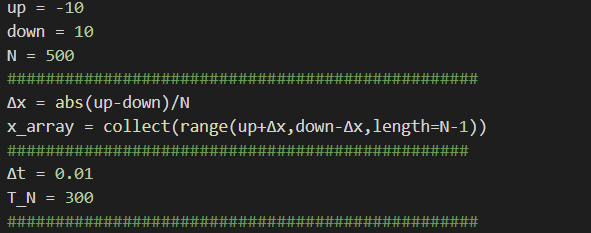 up = -10
down = 10
N = 500
#################################################
Δx = abs(up-down)/N
x_array = collect(range(up+Δx,down-Δx,length=N-1))
################################################
Δt = 0.01
T_N = 300
#################################################